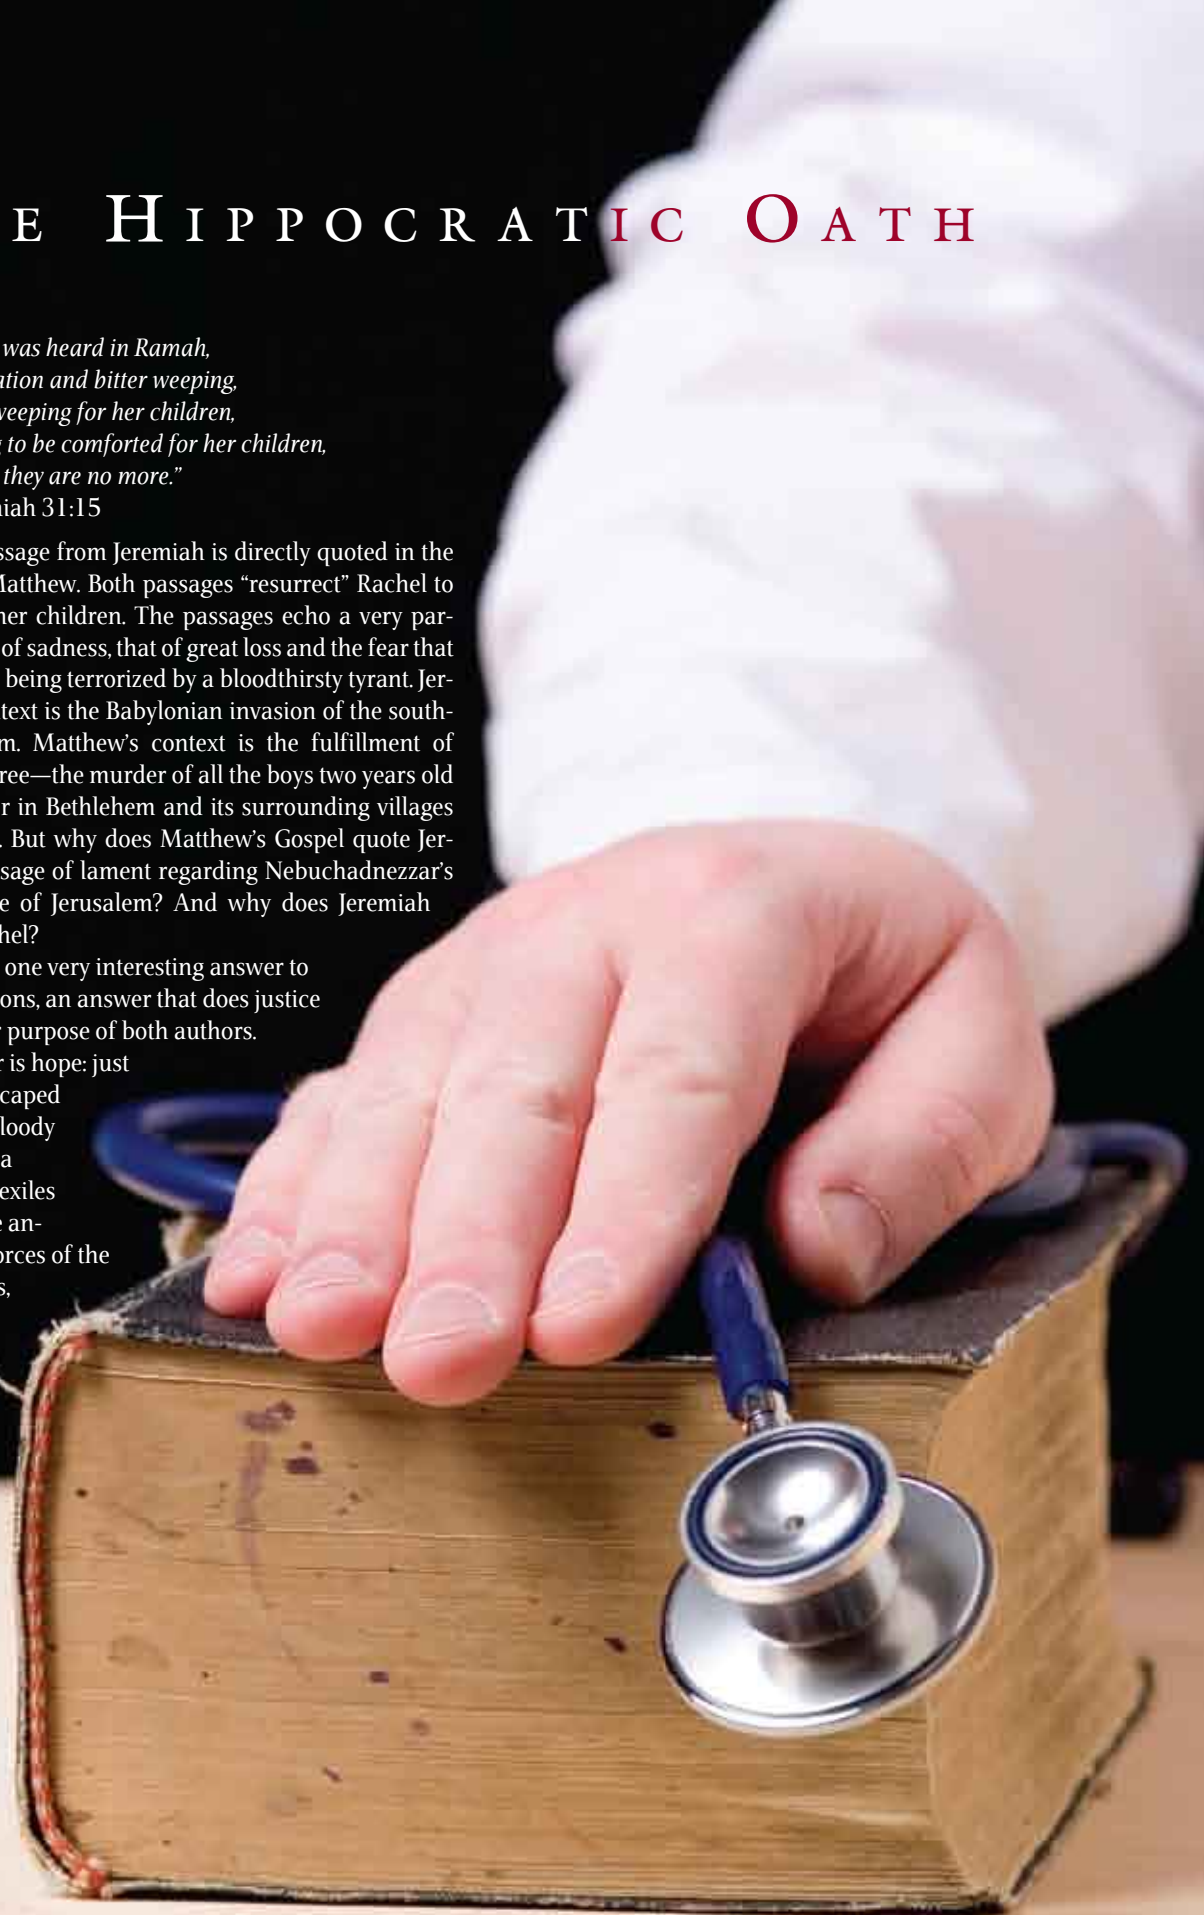 E HIPPOCRATIC OATH
was heard in Ramah,
ation and bitter weeping,
weeping for her children,
to be comforted for her children,
they are no more.”
iah 31:15
ssage from Jeremiah is directly quoted in the
Matthew. Both passages “resurrect” Rachel to
her children. The passages echo a very par-
of sadness, that of great loss and the fear that
being terrorized by a bloodthirsty tyrant. Jer-
text is the Babylonian invasion of the south-
m. Matthew’s context is the fulfillment of
ree—the murder of all the boys two years old
r in Bethlehem and its surrounding villages
. But why does Matthew’s Gospel quote Jer-
sage of lament regarding Nebuchadnezzar’s
e of Jerusalem? And why does Jeremiah
hel?
one very interesting answer to
ons, an answer that does justice
r purpose of both authors.
r is hope: just
caped
loody
a
exiles
e an-
orces of the
s,